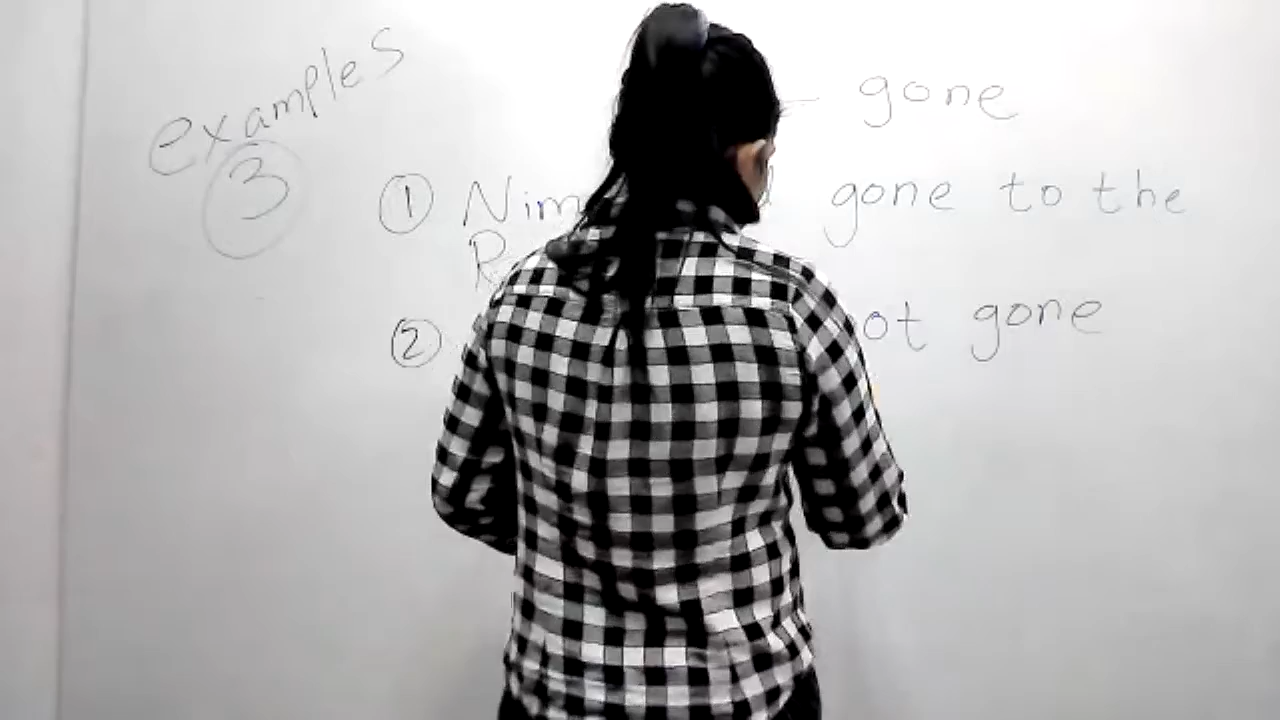 examples
3
gone
① Nim gone to the
R
② ot gone